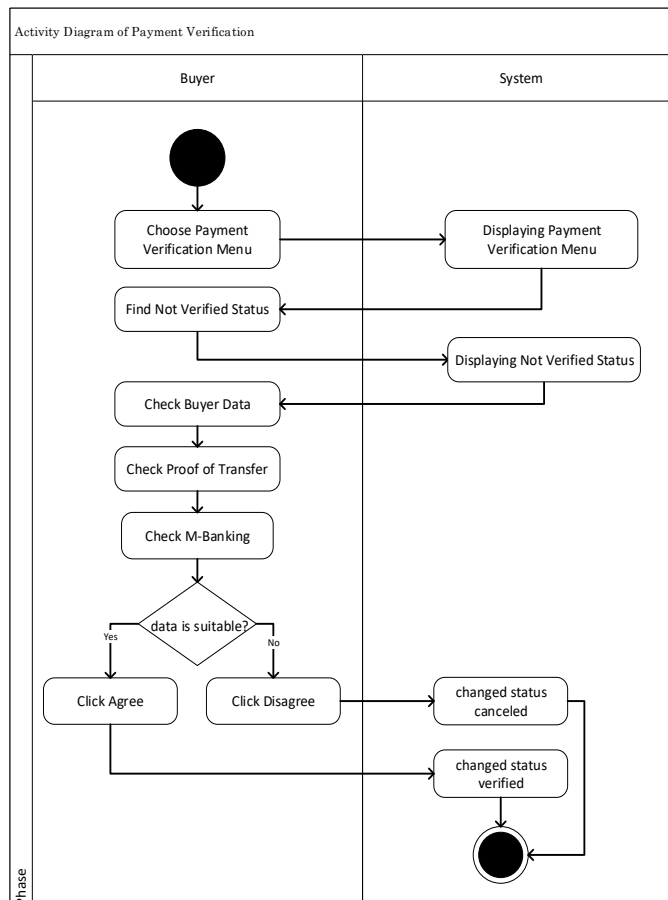 Activity Diagram of Payment Verification
Buyer
System
Choose Payment
Verification Menu
Displaying Payment
Verification Menu
Find Not Verified Status
Displaying Not Verified Status
Check Buyer Data
Check Proof of Transfer
Check M-Banking
data is suitable?
Yes
No
Click Agree
Click Disagree
changed status
canceled
changed status
verified
Phase